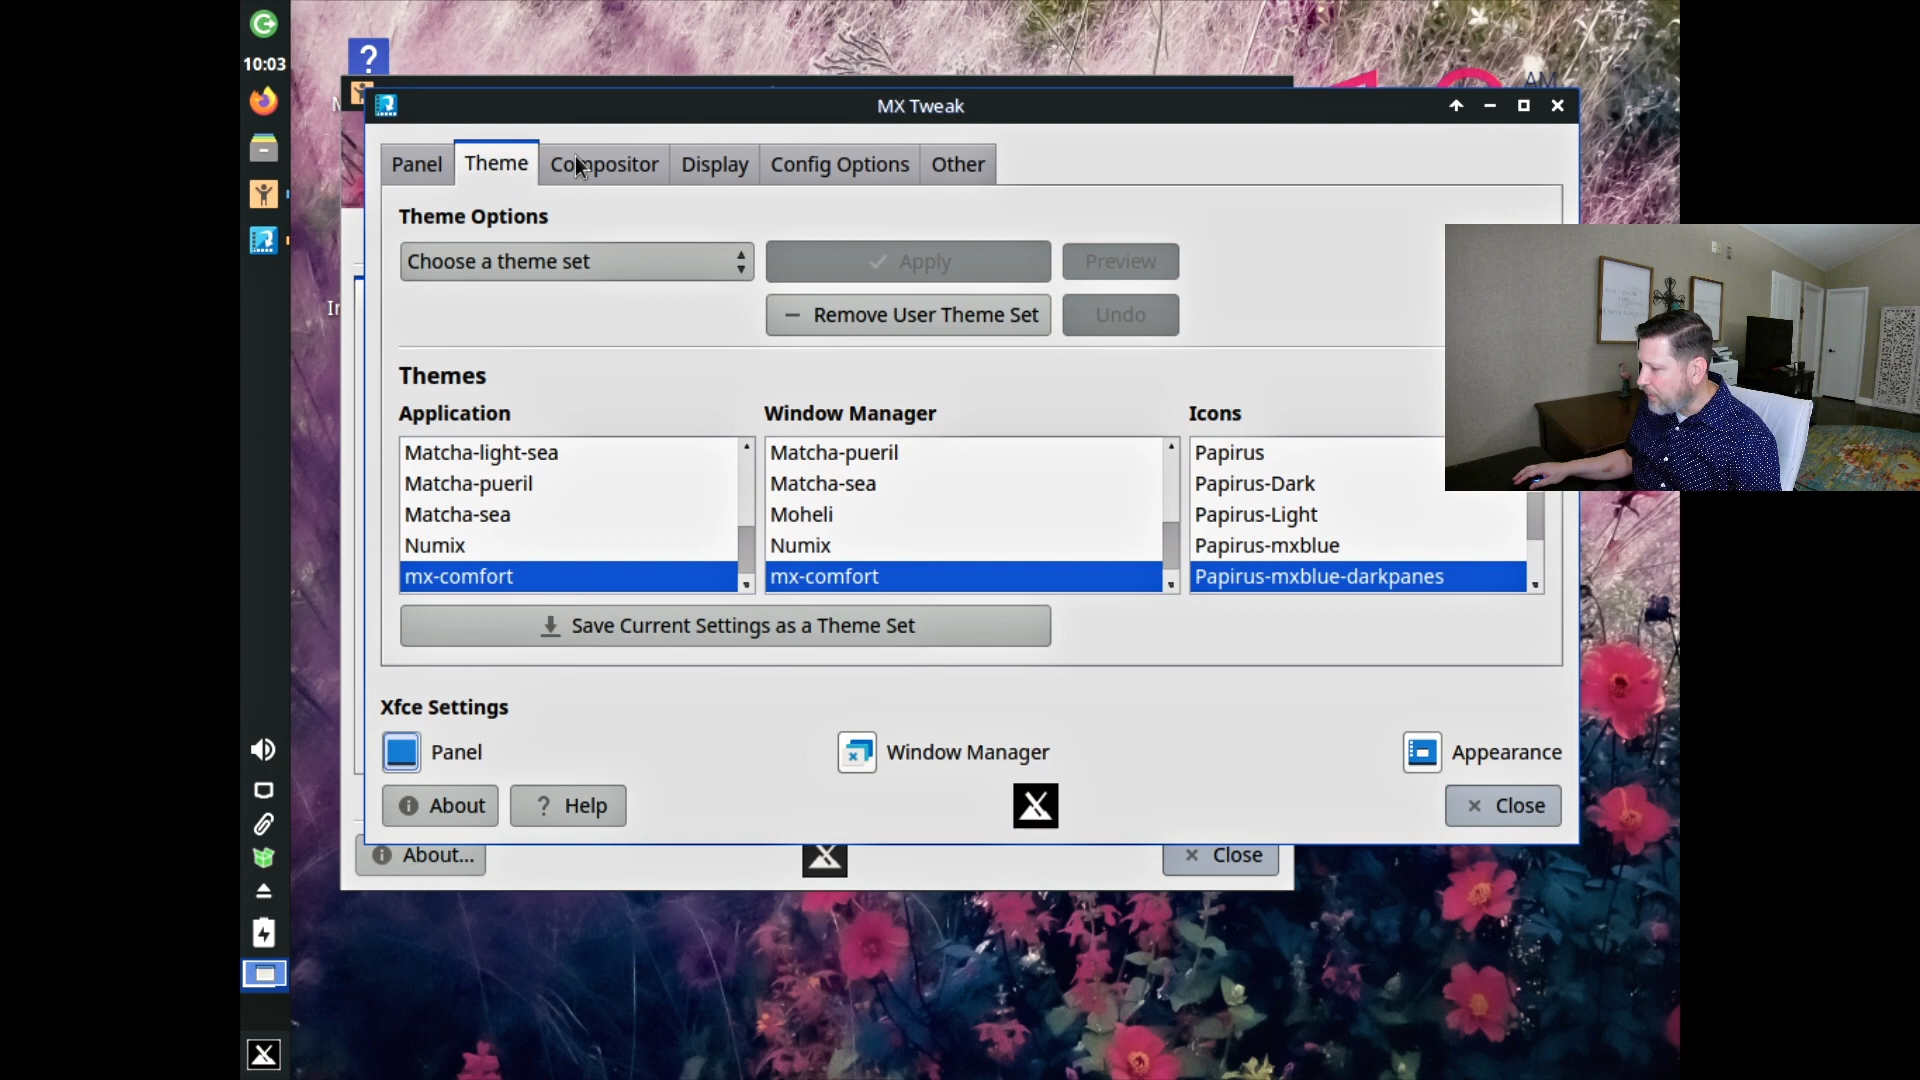 10:03
?
AM
MX Tweak
Panel
Theme
Compositor
Display
Config Options
Other
Theme Options
Choose a theme set
Apply
Preview
Remove User Theme Set
Undo
Themes
Application
Window Manager
Icons
Matcha-light-sea
Matcha-pueril
Matcha-sea
Numix
mx-comfort
Matcha-pueril
Matcha-sea
Moheli
Numix
mx-comfort
Papirus
Papirus-Dark
Papirus-Light
Papirus-mxblue
Papirus-mxblue-darkpanes
Save Current Settings as a Theme Set
Xfce Settings
Panel
Window Manager
Appearance
About
? Help
Close
About...
Close